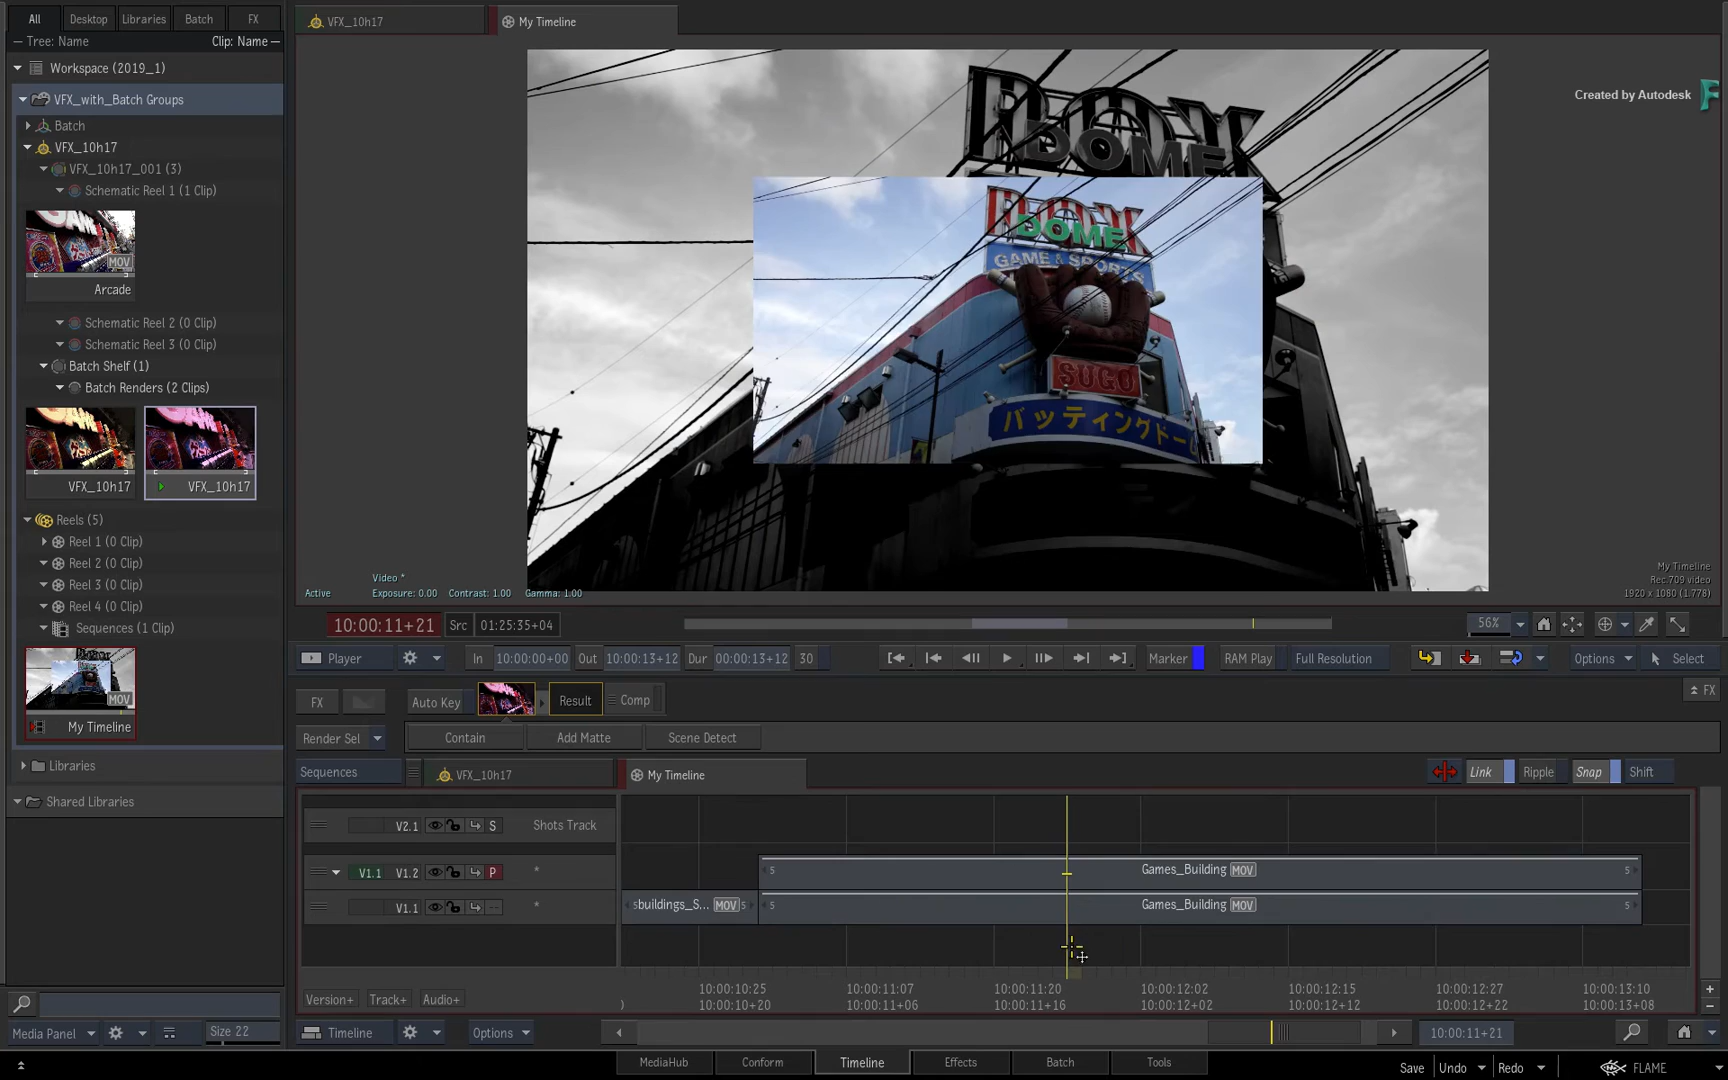 All Desktop Libraries Batch FX
Tree: Name Clip: Name
Workspace (2019_1)
VFX_with_Batch Groups
Batch
VFX_10h17
VFX_10h17_001 (3)
Schematic Reel 1 (1 Clip)
MOV
Arcade
Schematic Reel 2 (0 Clip)
Schematic Reel 3 (0 Clip)
Batch Shelf (1)
Batch Renders (2 Clips)
VFX_10h17 VFX_10h17
Reels (5)
Reel 1 (0 Clip)
Reel 2 (0 Clip)
Reel 3 (0 Clip)
Reel 4 (0 Clip)
Sequences (1 Clip)
MOV
My Timeline
Libraries
Shared Libraries
Media Panel Size 22
VFX_10h17 My Timeline
Created by Autodesk
DOME
DOME
GAME & SPORTS
SUGO
バッティングドー
Video *
Active Exposure: 0.00 Contrast: 1.00 Gamma: 1.00
My Timeline
Rec.709 video
1920 x 1080 (1.778)
10:00:11+21 Src 01:25:35+04 56%
Player In 10:00:00+00 Out 10:00:13+12 Dur 00:00:13+12 30 Marker RAM Play Full Resolution Options Select
FX Auto Key Result Comp FX
Render Sel Contain Add Matte Scene Detect
Sequences VFX_10h17 My Timeline Link Ripple Snap Shift
V2.1 S Shots Track
V1.1 V1.2 P * 5 Games_Building MOV 5
V1.1 * sbuildings_S... MOV 5 5 Games_Building MOV 5
Version+ Track+ Audio+
10:00:10:25 10:00:11:07 10:00:11:20 10:00:12:02 10:00:12:15 10:00:12:27 10:00:13:10
10:00:10+20 10:00:11+06 10:00:11+16 10:00:12+02 10:00:12+12 10:00:12+22 10:00:13+08
Timeline Options 10:00:11+21
MediaHub Conform Timeline Effects Batch Tools
Save Undo Redo FLAME